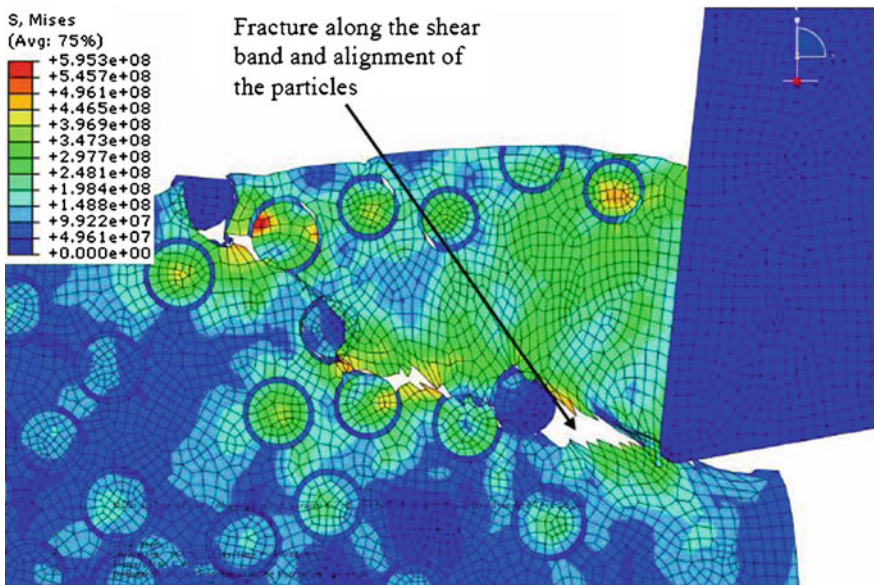 S, Mises
(Avg: 75%)
+5.953e+08
+5.457e+08
+4.961e+08
+4.465e+08
+3.969e+08
+3.473e+08
+2.977e+08
+2.481e+08
+1.984e+08
+1.488e+08
+9.922e+07
+4.961e+07
+0.000e+00
Fracture along the shear
band and alignment of
the particles